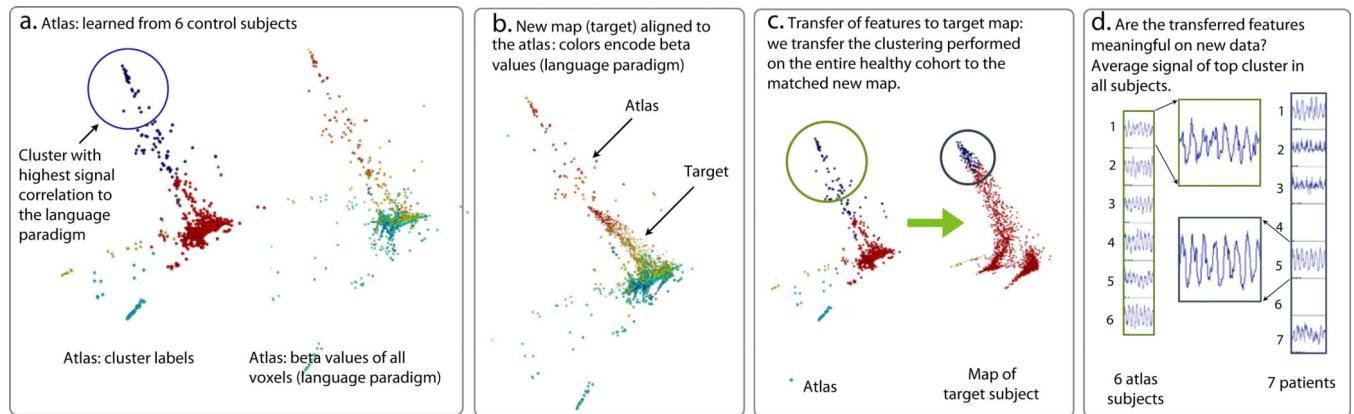 a. Atlas: learned from 6 control subjects
Cluster with
highest signal
correlation to
the language
paradigm
Atlas: cluster labels
Atlas: beta values of all
voxels (language paradigm)
b. New map (target) aligned to
the atlas: colors encode beta
values (language paradigm)
Atlas
Target
c. Transfer of features to target map:
we transfer the clustering performed
on the entire healthy cohort to the
matched new map.
Atlas
Map of
target subject
d. Are the transferred features
meaningful on new data?
Average signal of top cluster in
all subjects.
1
2
3
4
5
6
6 atlas
subjects
1
2
3
4
5
6
7
7 patients